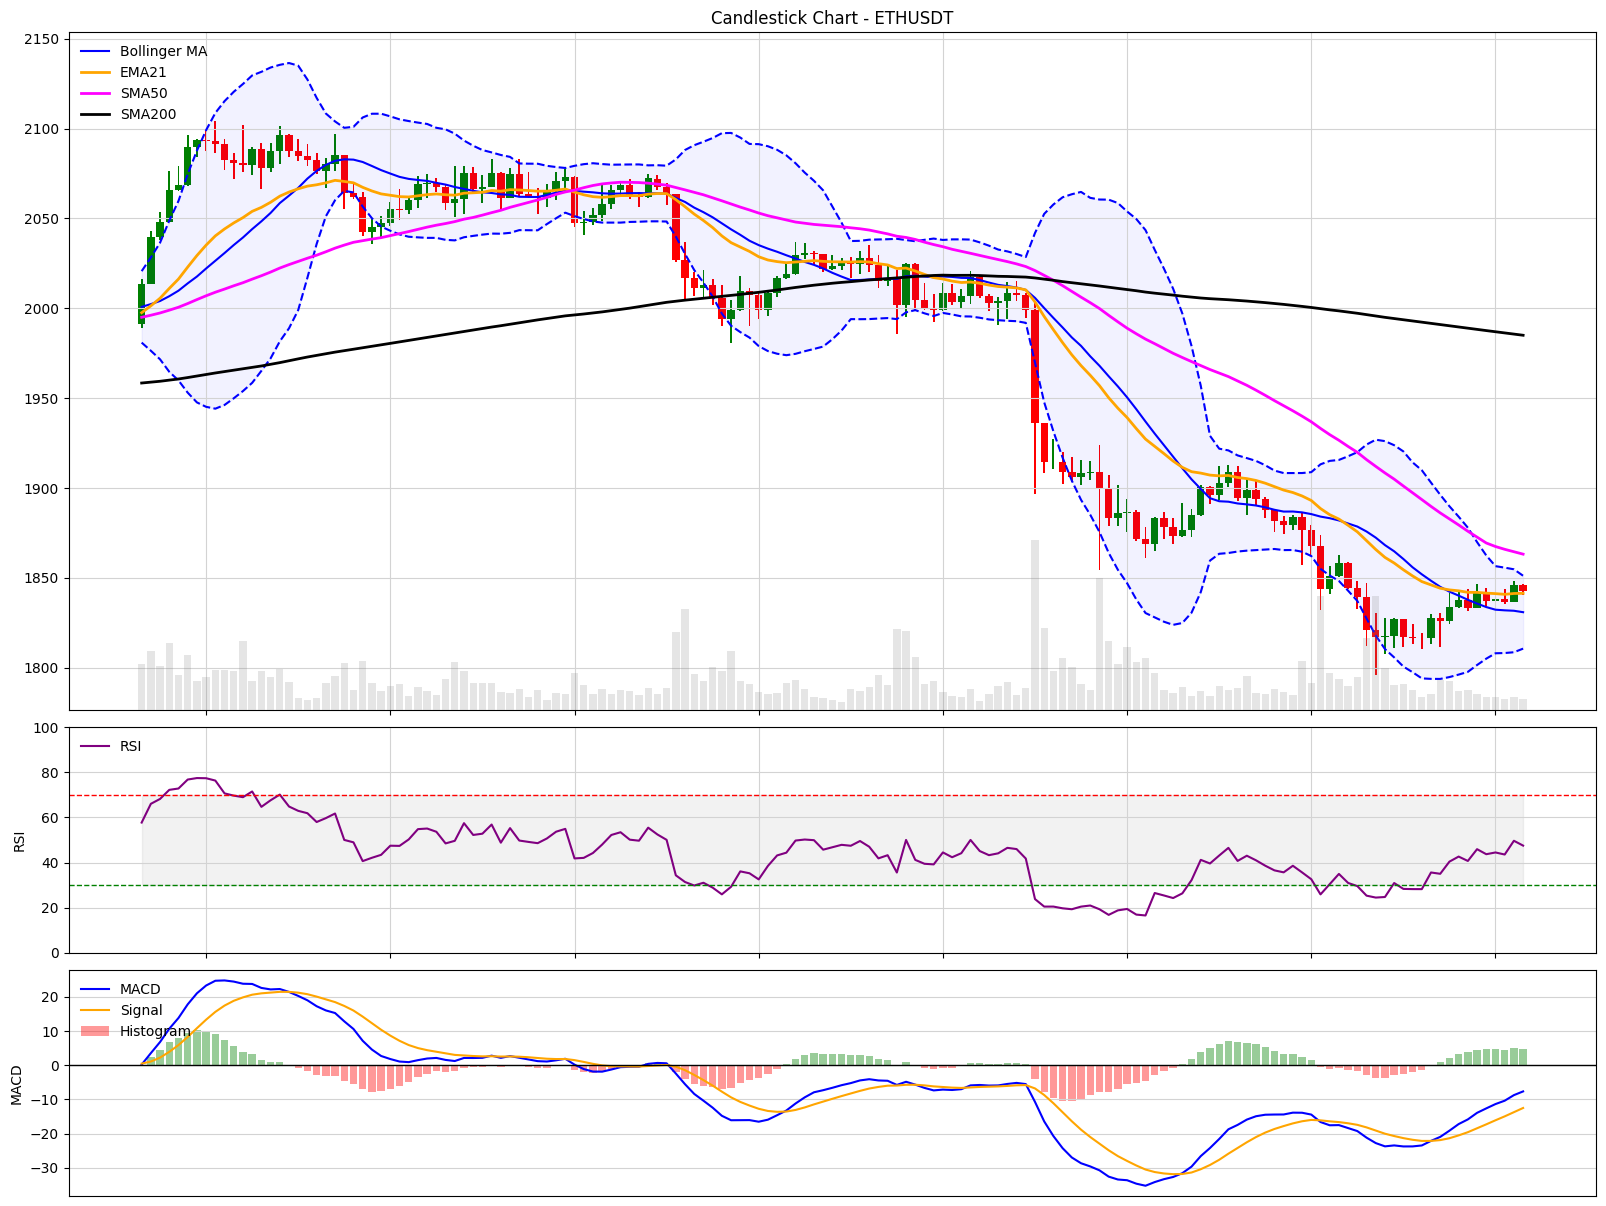 Candlestick Chart - ETHUSDT
2150
2100
2050
2000
1950
1900
1850
1800
Bollinger MA
EMA21
SMA50
SMA200
100
80
60
40
20
0
RSI
RSI
20
10
0
−10
−20
−30
MACD
MACD
Signal
Histogram